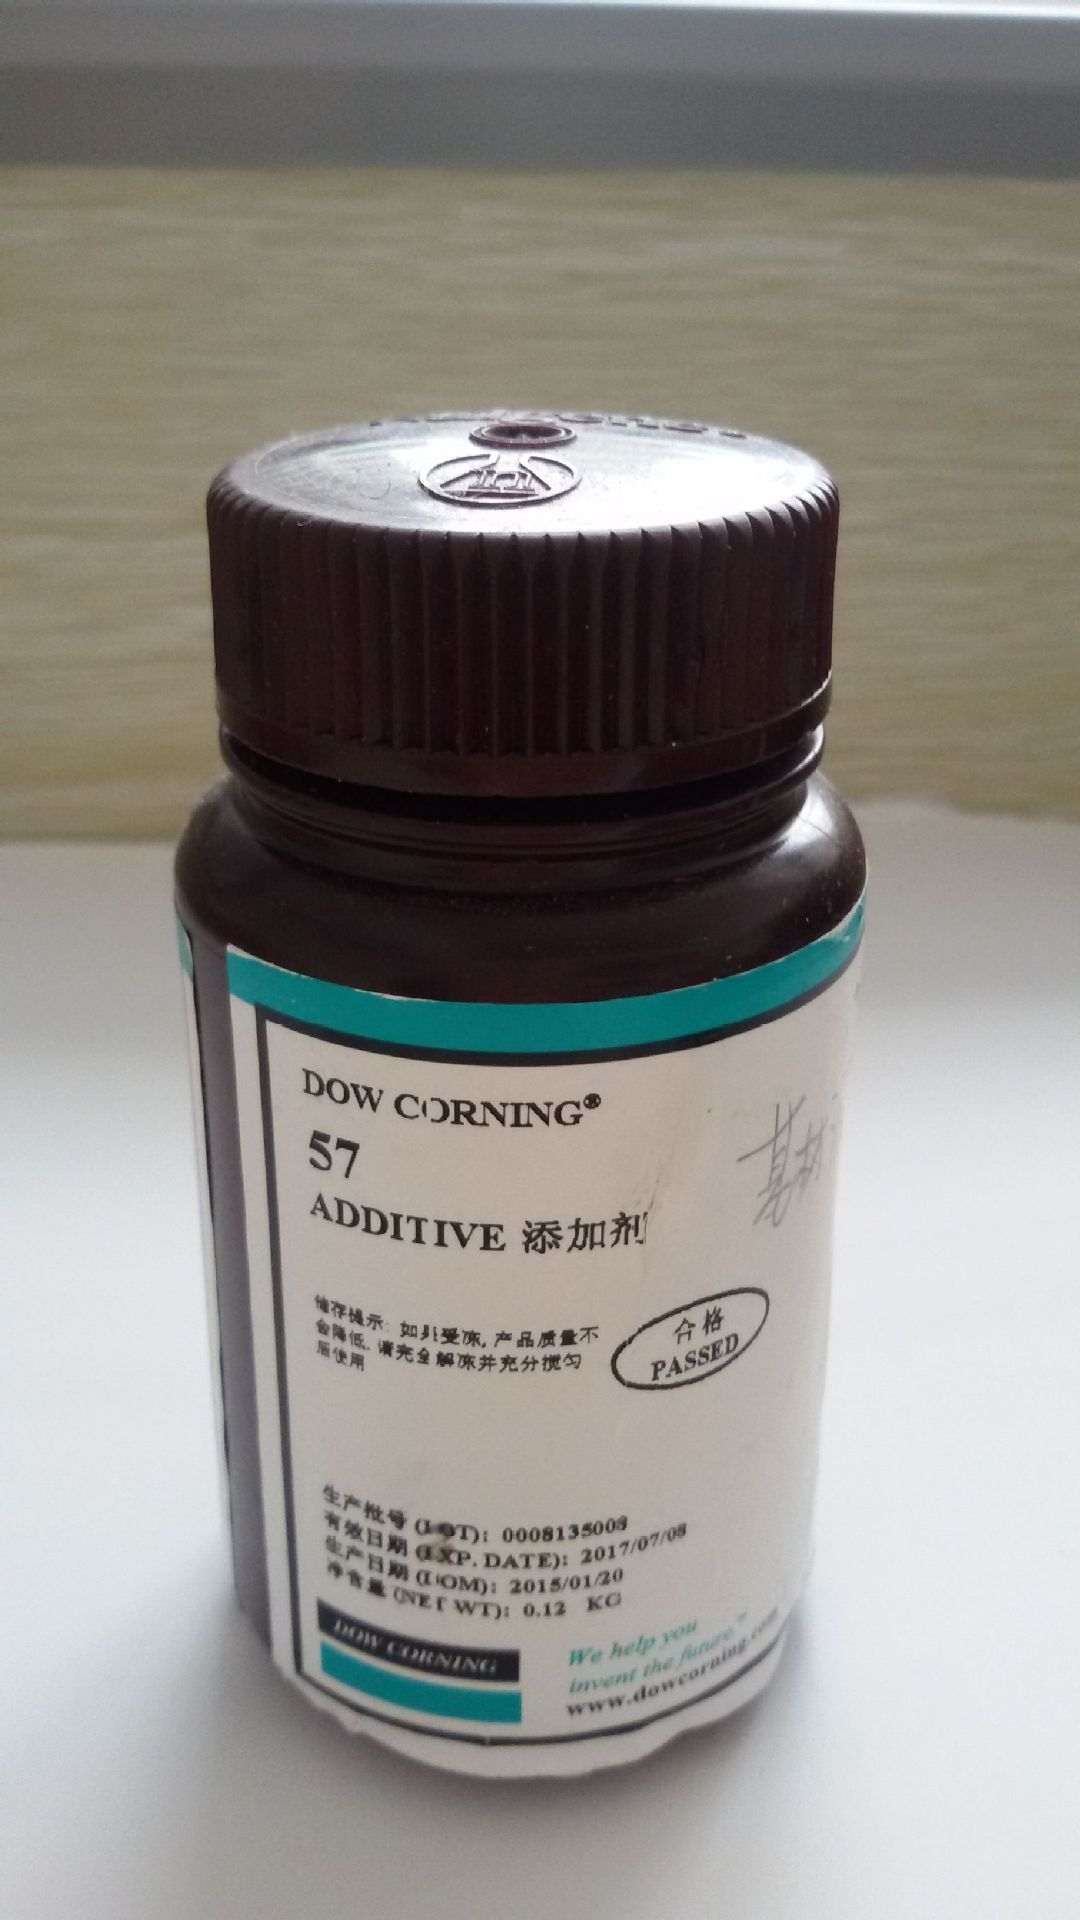 DOW CORNING®
57
ADDITIVE 添加剂
储存提示: 如其受冻, 产品质量不
会降低. 请完全解冻并充分搅匀
后使用
合格
PASSED
基材
生产批号 (LOT): 0008135008
有效日期 (EXP. DATE): 2017/07/08
生产日期 (DOM): 2015/01/20
净含量 (NET WT): 0.12 KG
DOW CORNING
We help you
invent the future.™
www.dowcorning.com